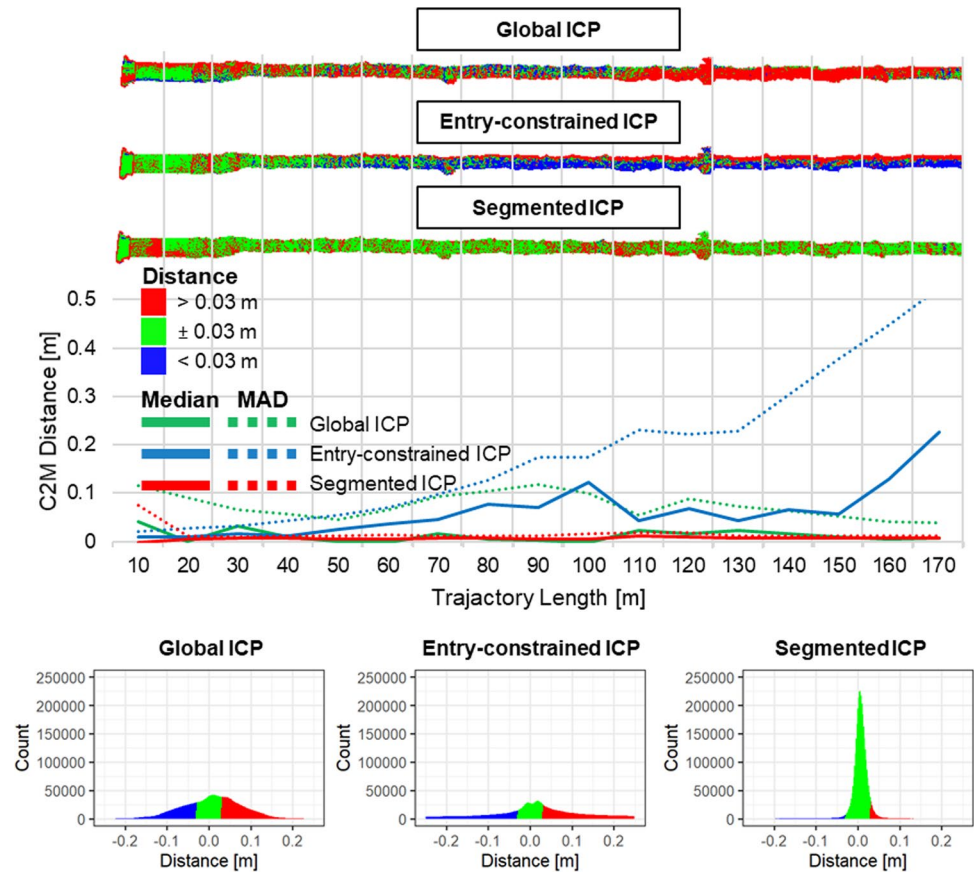 Global ICP
Entry-constrained ICP
Segmented ICP
Distance
> 0.03 m
± 0.03 m
< 0.03 m
Median MAD
Global ICP
Entry-constrained ICP
Segmented ICP
C2M Distance [m]
0.5
0.4
0.3
0.2
0.1
0
10 20 30 40 50 60 70 80 90 100 110 120 130 140 150 160 170
Trajactory Length [m]
Global ICP
Count
250000
200000
150000
100000
50000
0
-0.2 -0.1 0.0 0.1 0.2
Distance [m]
Entry-constrained ICP
Count
250000
200000
150000
100000
50000
0
-0.2 -0.1 0.0 0.1 0.2
Distance [m]
Segmented ICP
Count
250000
200000
150000
100000
50000
0
-0.2 -0.1 0.0 0.1 0.2
Distance [m]